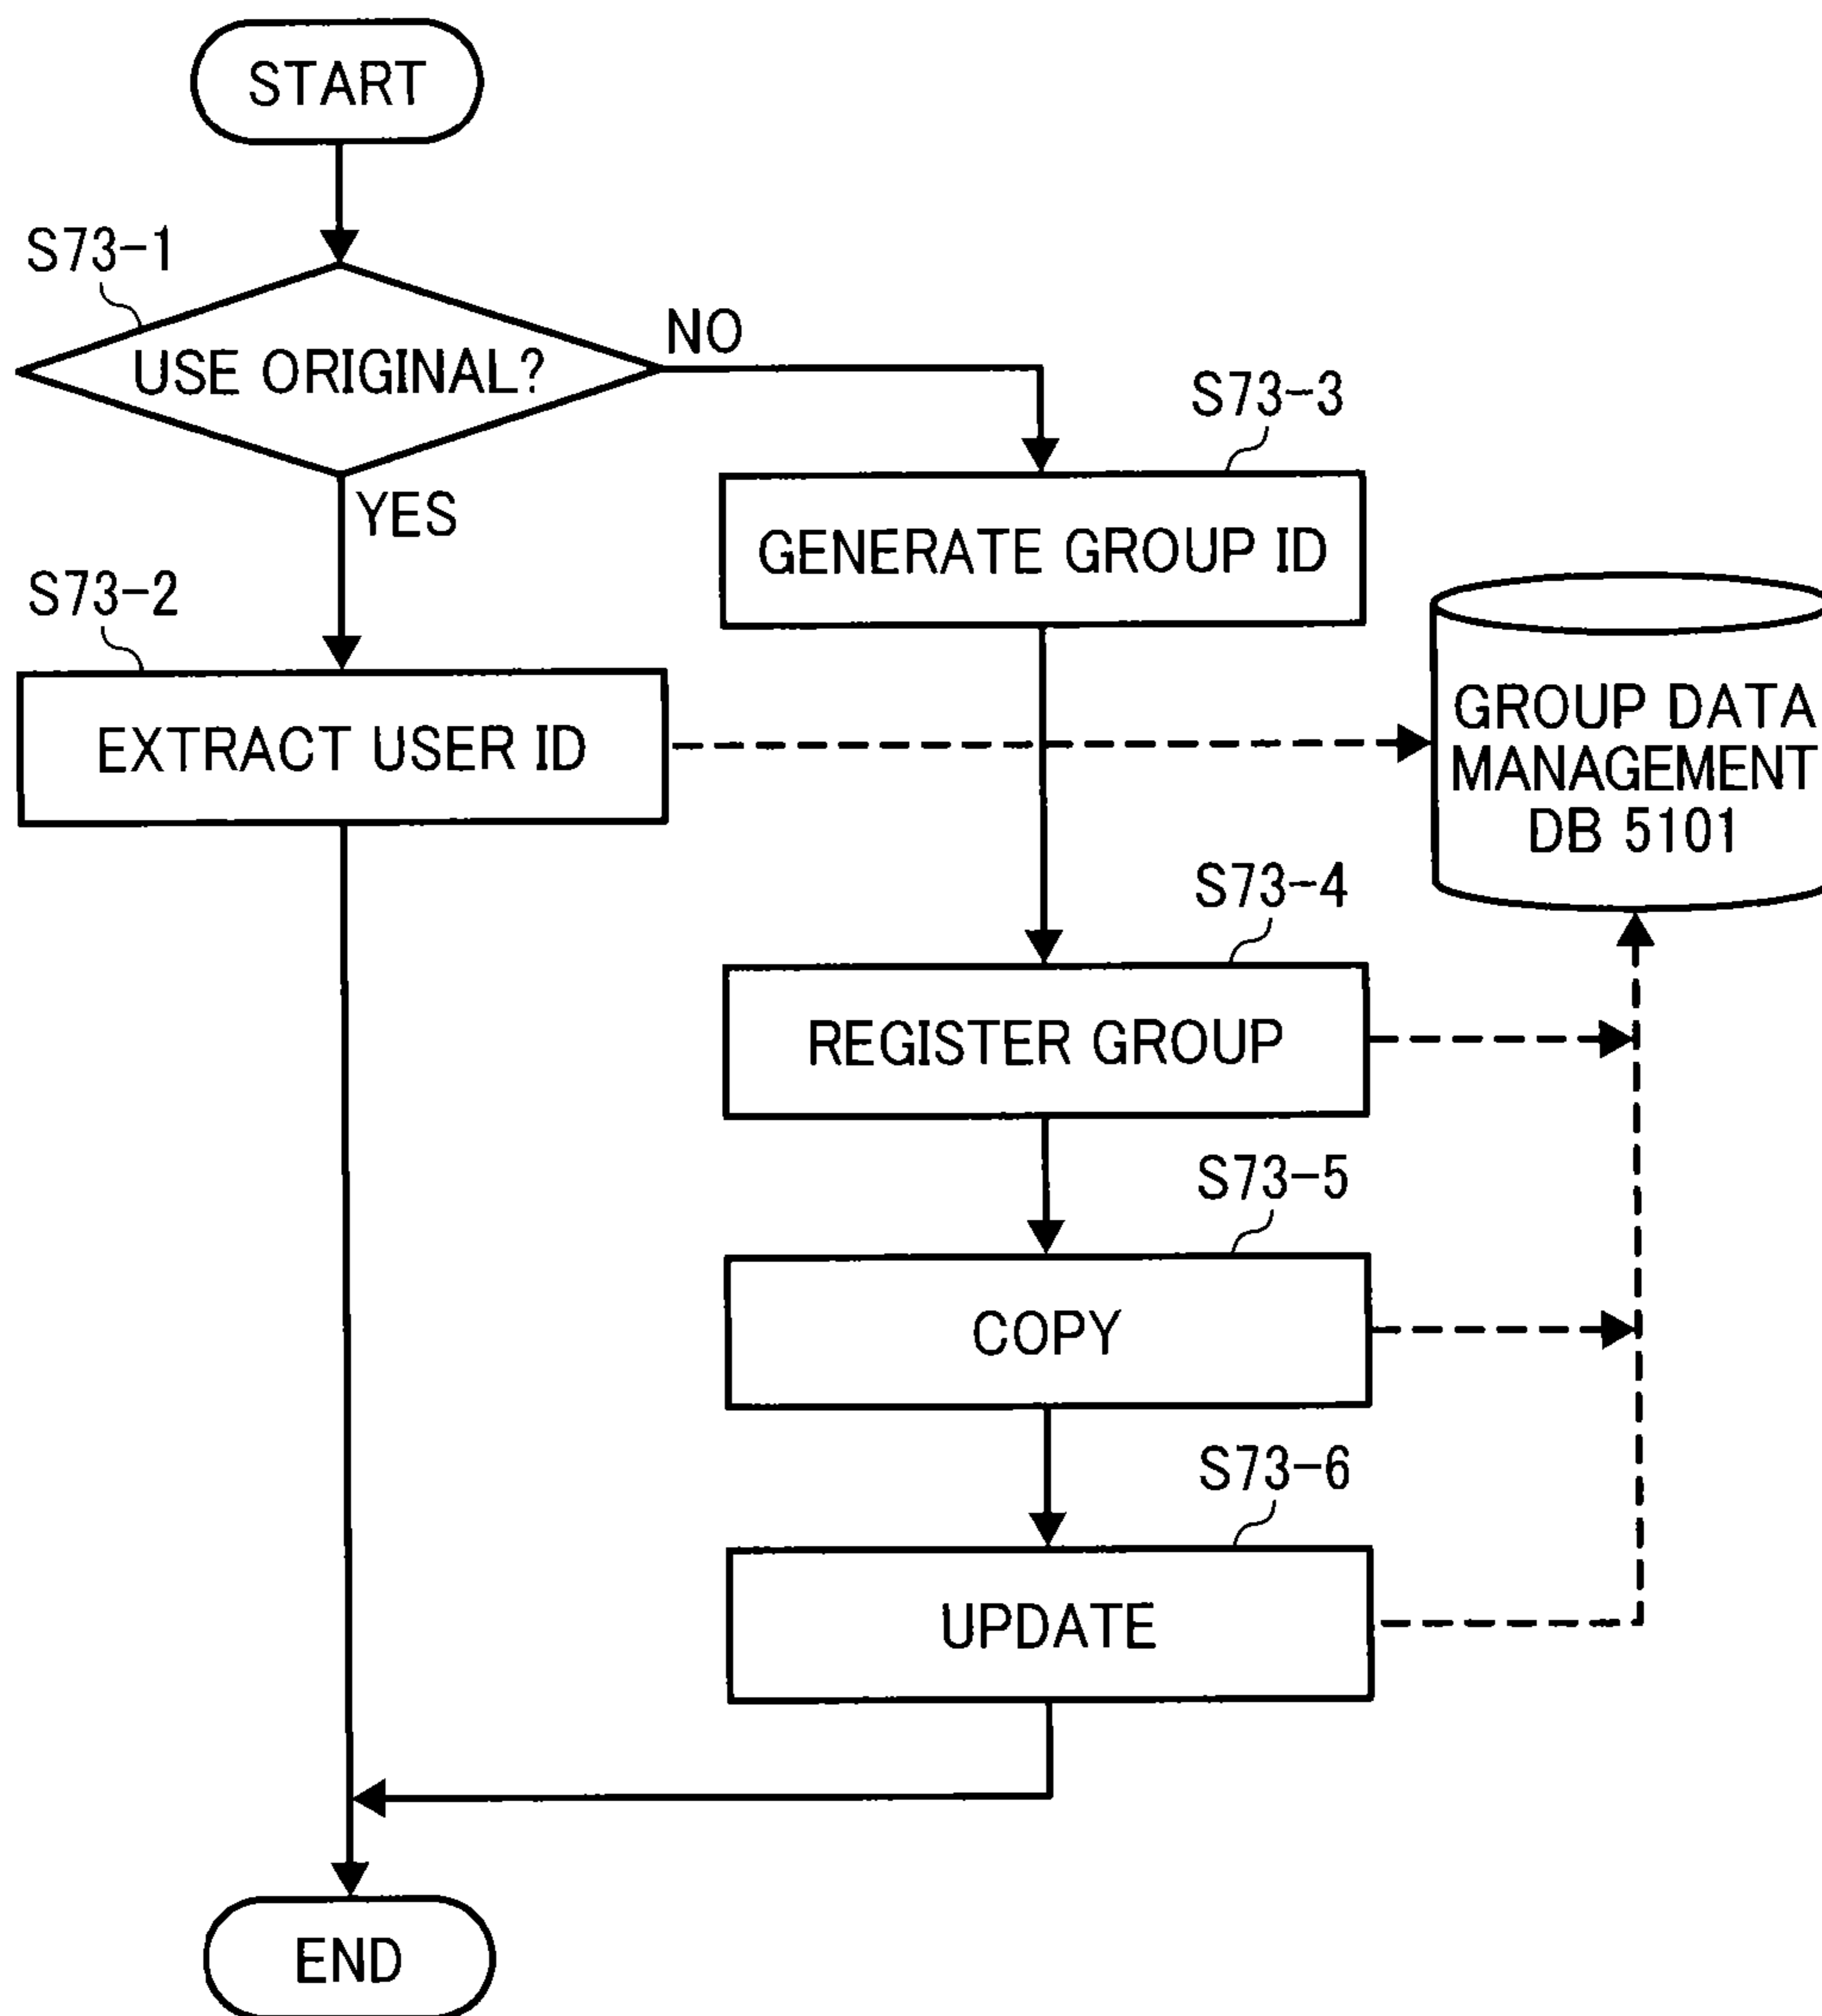 START
S73-1
USE ORIGINAL?
NO
YES
S73-3
GENERATE GROUP ID
S73-2
EXTRACT USER ID
GROUP DATA
MANAGEMENT
DB 5101
S73-4
REGISTER GROUP
S73-5
COPY
S73-6
UPDATE
END